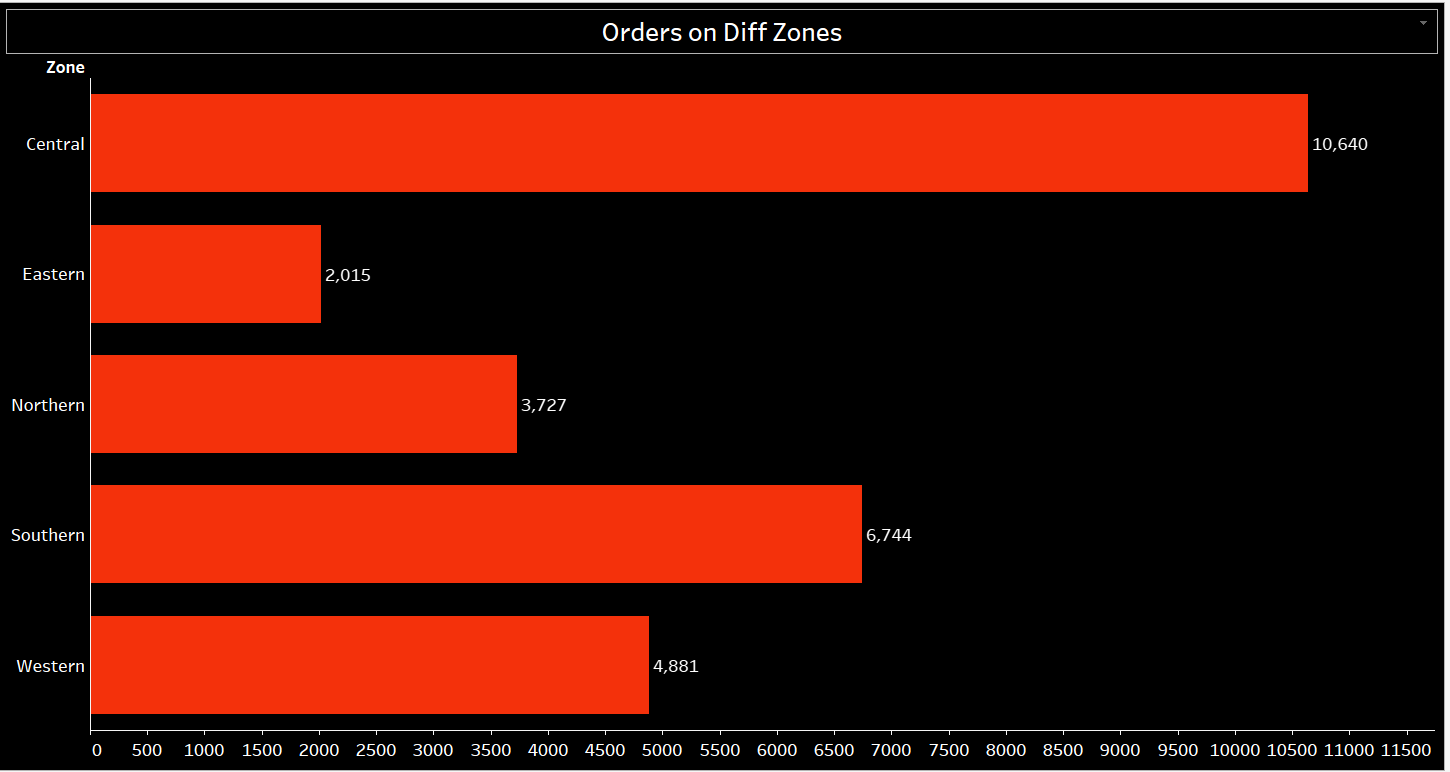 Orders on Diff Zones
Zone
Central 10,640
Eastern 2,015
Northern 3,727
Southern 6,744
Western 4,881
0 500 1000 1500 2000 2500 3000 3500 4000 4500 5000 5500 6000 6500 7000 7500 8000 8500 9000 9500 10000 10500 11000 11500